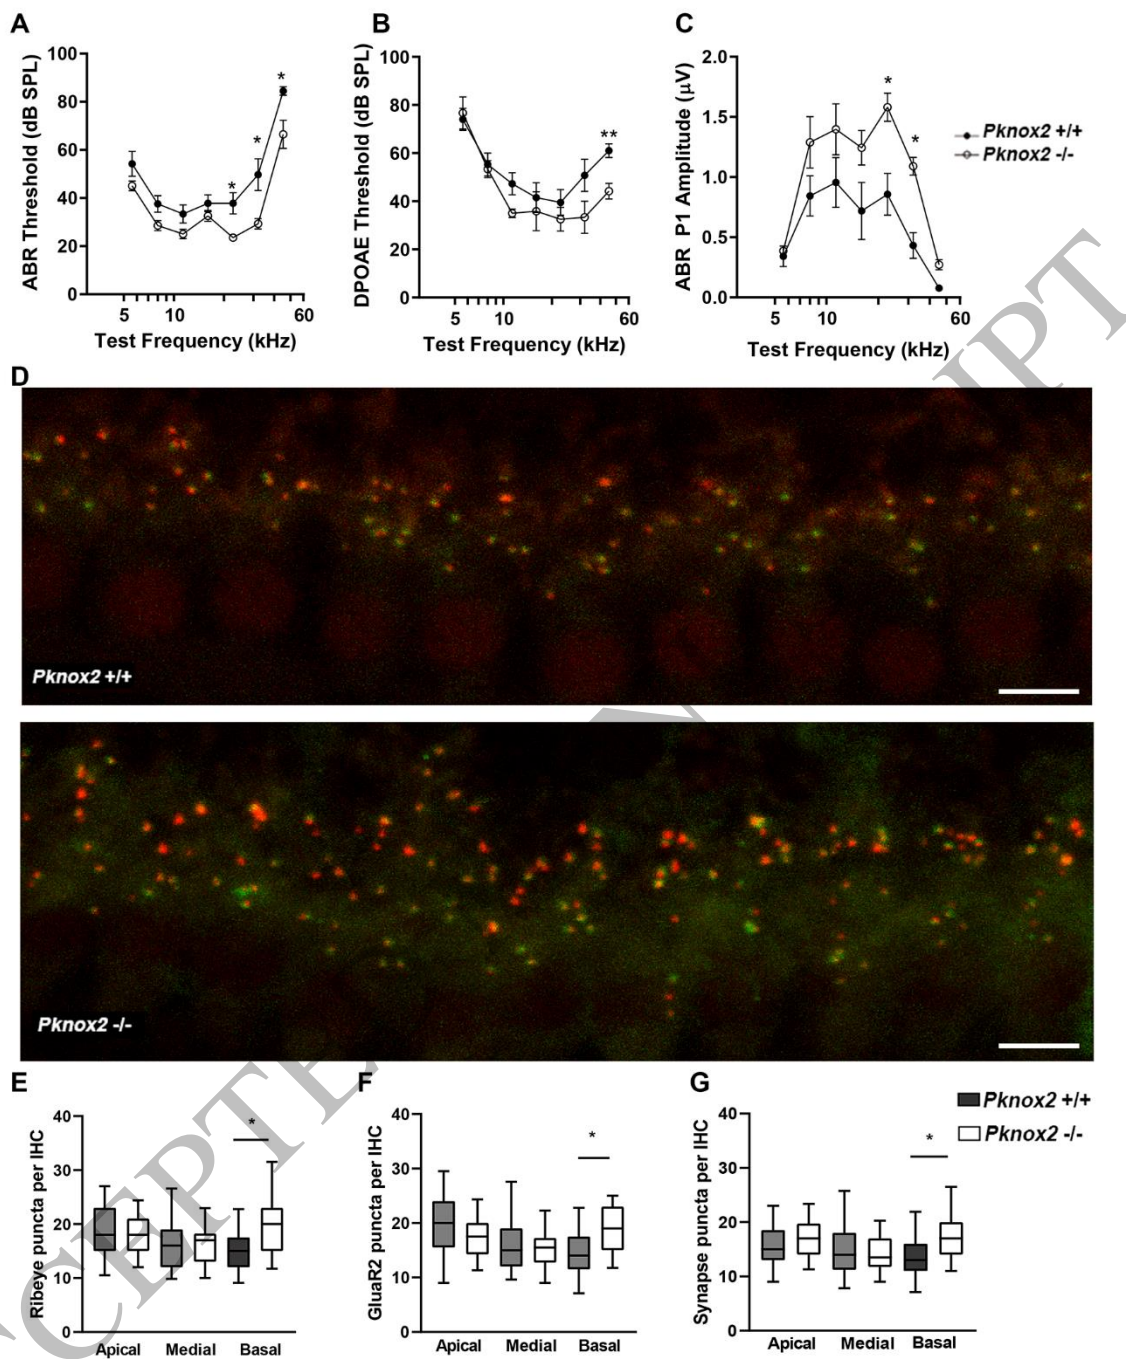 A
B
C
ABR Threshold (dB SPL)
100
80
60
40
20
0
*
*
*
5
10
60
Test Frequency (kHz)
DPOAE Threshold (dB SPL)
100
80
60
40
20
0
**
5
10
60
Test Frequency (kHz)
ABR P1 Amplitude (μV)
2.0
1.5
1.0
0.5
0.0
*
*
5
10
60
Test Frequency (kHz)
Pknox2 +/+
Pknox2 -/-
D
Pknox2 +/+
Pknox2 -/-
E
F
G
Ribeye puncta per IHC
40
30
20
10
0
*
Apical Medial Basal
GluaR2 puncta per IHC
40
30
20
10
0
*
Apical Medial Basal
Synapse puncta per IHC
40
30
20
10
0
*
Apical Medial Basal
Pknox2 +/+
Pknox2 -/-